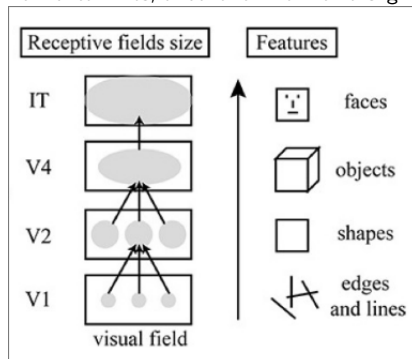 Receptive fields size
Features
IT
faces
V4
objects
V2
shapes
V1
edges
and lines
visual field